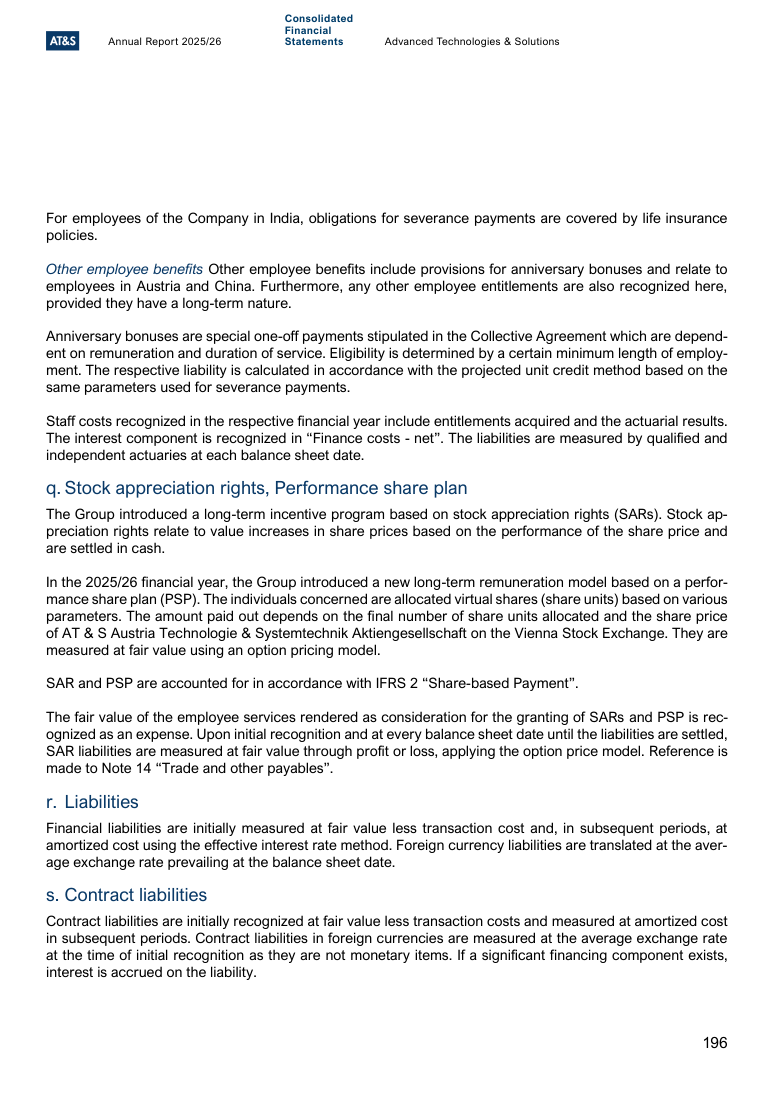 AT&S
Annual Report 2025/26
Consolidated
Financial
Statements
Advanced Technologies & Solutions
For employees of the Company in India, obligations for severance payments are covered by life insurance
policies.
Other employee benefits Other employee benefits include provisions for anniversary bonuses and relate to
employees in Austria and China. Furthermore, any other employee entitlements are also recognized here,
provided they have a long-term nature.
Anniversary bonuses are special one-off payments stipulated in the Collective Agreement which are depend-
ent on remuneration and duration of service. Eligibility is determined by a certain minimum length of employ-
ment. The respective liability is calculated in accordance with the projected unit credit method based on the
same parameters used for severance payments.
Staff costs recognized in the respective financial year include entitlements acquired and the actuarial results.
The interest component is recognized in “Finance costs - net”. The liabilities are measured by qualified and
independent actuaries at each balance sheet date.
q. Stock appreciation rights, Performance share plan
The Group introduced a long-term incentive program based on stock appreciation rights (SARs). Stock ap-
preciation rights relate to value increases in share prices based on the performance of the share price and
are settled in cash.
In the 2025/26 financial year, the Group introduced a new long-term remuneration model based on a perfor-
mance share plan (PSP). The individuals concerned are allocated virtual shares (share units) based on various
parameters. The amount paid out depends on the final number of share units allocated and the share price
of AT & S Austria Technologie & Systemtechnik Aktiengesellschaft on the Vienna Stock Exchange. They are
measured at fair value using an option pricing model.
SAR and PSP are accounted for in accordance with IFRS 2 “Share-based Payment”.
The fair value of the employee services rendered as consideration for the granting of SARs and PSP is rec-
ognized as an expense. Upon initial recognition and at every balance sheet date until the liabilities are settled,
SAR liabilities are measured at fair value through profit or loss, applying the option price model. Reference is
made to Note 14 “Trade and other payables”.
r. Liabilities
Financial liabilities are initially measured at fair value less transaction cost and, in subsequent periods, at
amortized cost using the effective interest rate method. Foreign currency liabilities are translated at the aver-
age exchange rate prevailing at the balance sheet date.
s. Contract liabilities
Contract liabilities are initially recognized at fair value less transaction costs and measured at amortized cost
in subsequent periods. Contract liabilities in foreign currencies are measured at the average exchange rate
at the time of initial recognition as they are not monetary items. If a significant financing component exists,
interest is accrued on the liability.
196